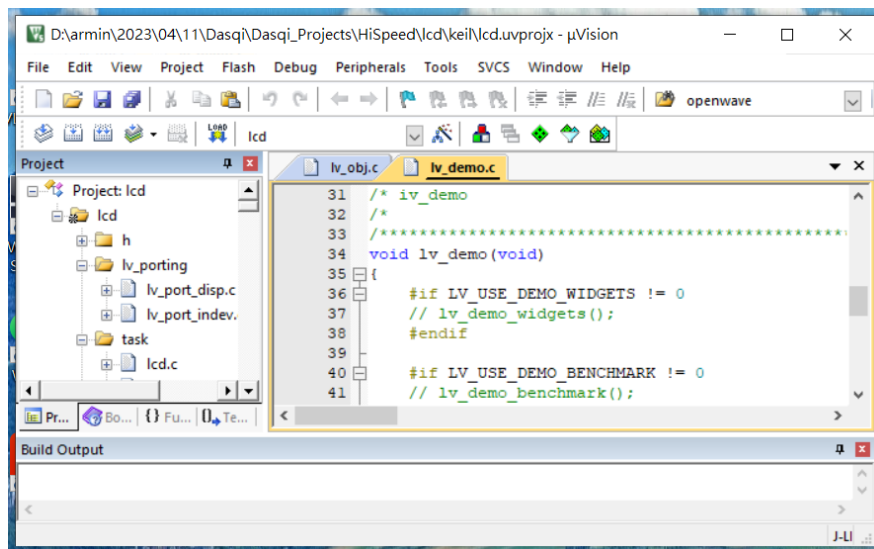 D:\armin\2023\04\11\Dasqi\Dasqi_Projects\HiSpeed\lcd\keil\lcd.uvprojx - µVision
File Edit View Project Flash Debug Peripherals Tools SVCS Window Help
openwave
LOAD lcd
Project
lv_obj.c lv_demo.c
Project: lcd
lcd
h
lv_porting
lv_port_disp.c
lv_port_indev.
task
lcd.c
31 /* iv_demo
32 /*
33 /*************************************************
34 void lv_demo(void)
35 {
36 #if LV_USE_DEMO_WIDGETS != 0
37 // lv_demo_widgets();
38 #endif
39
40 #if LV_USE_DEMO_BENCHMARK != 0
41 // lv_demo_benchmark();
Pr... Bo... {} Fu... 0 Te...
Build Output
J-LI